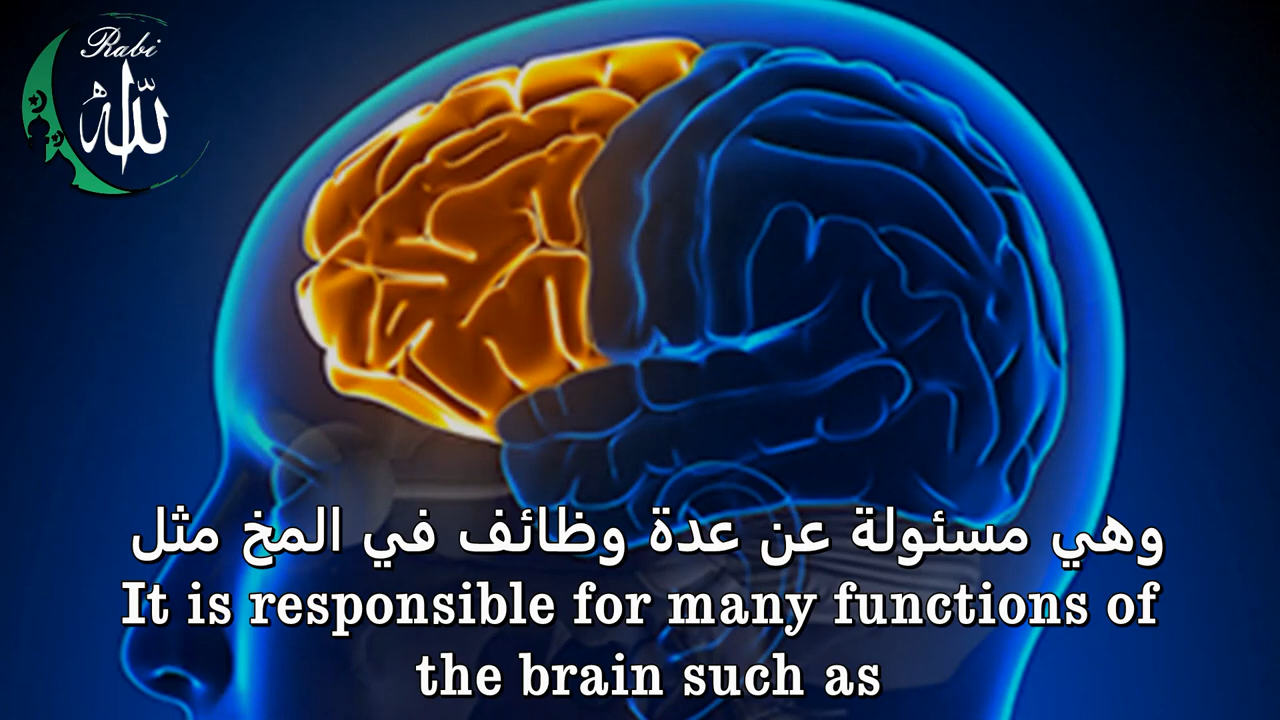 Rabi
الله
وهي مسئولة عن عدة وظائف في المخ مثل
It is responsible for many functions of
the brain such as